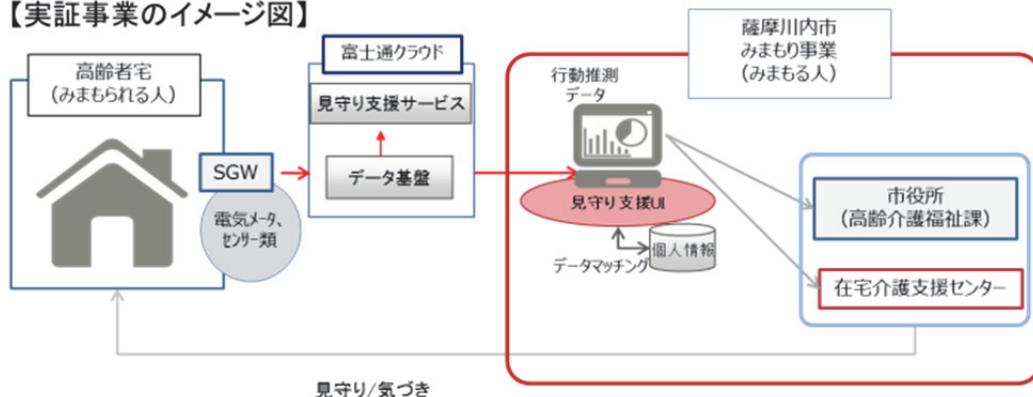 【実証事業のイメージ図】
高齢者宅
(みまもられる人)
SGW
電気メータ、
センサー類
富士通クラウド
見守り支援サービス
データ基盤
薩摩川内市
みまもり事業
(みまもる人)
行動推測
データ
見守り支援UI
データマッチング
個人情報
市役所
(高齢介護福祉課)
在宅介護支援センター
見守り/気づき